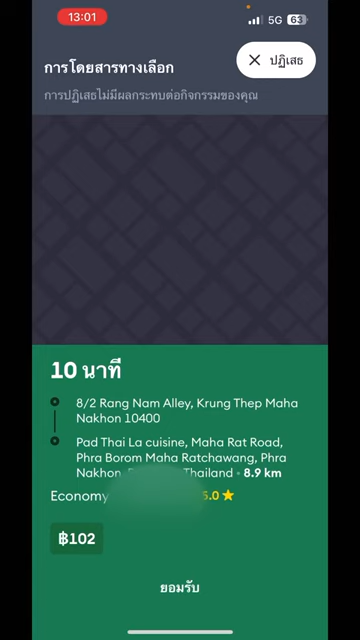 13:01
5G 63
การโดยสารทางเลือก
ปฏิเสธ
การปฏิเสธไม่มีผลกระทบต่อกิจกรรมของคุณ
10 นาที
8/2 Rang Nam Alley, Krung Thep Maha
Nakhon 10400
Pad Thai La cuisine, Maha Rat Road,
Phra Borom Maha Ratchawang, Phra
Nakhon, Thailand • 8.9 km
Economy 5.0 ★
฿102
ยอมรับ